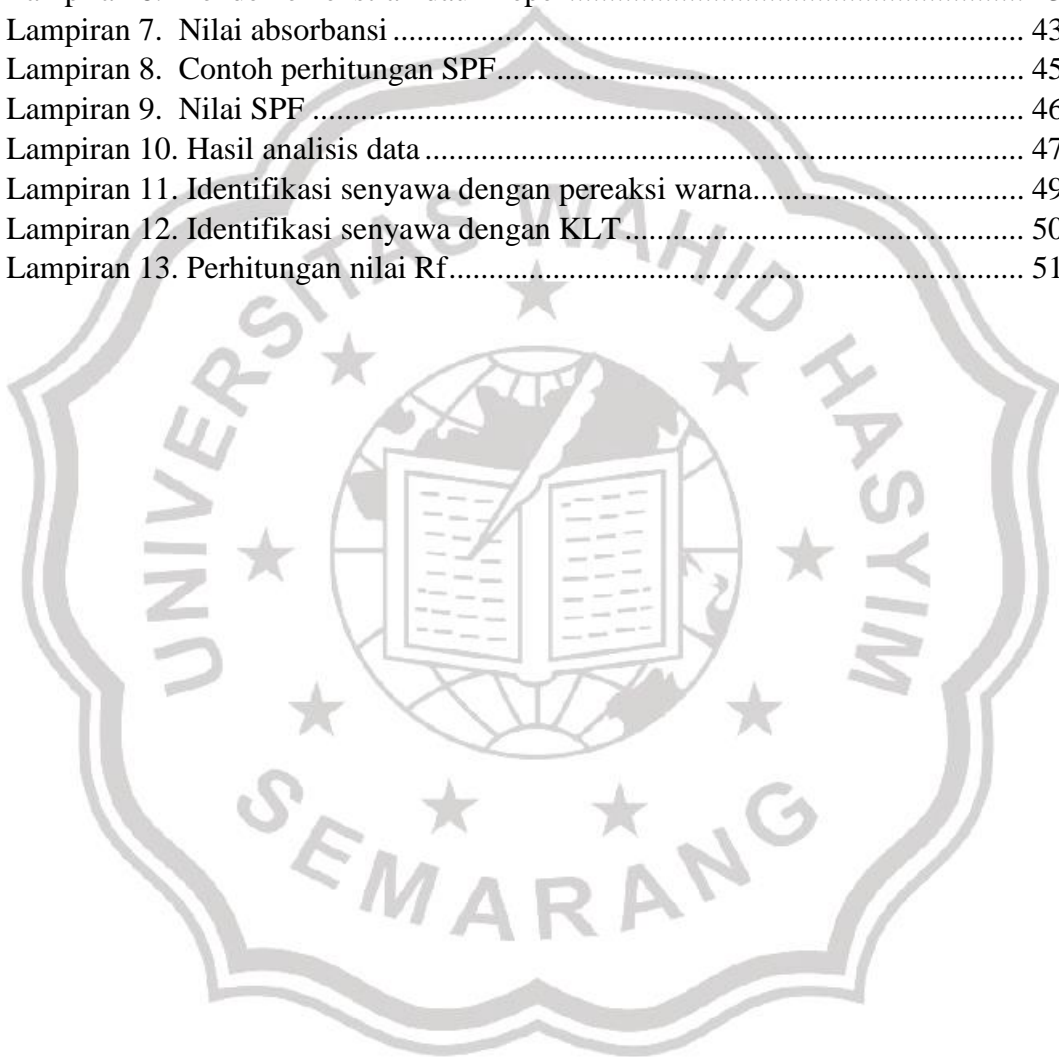 Lampiran 7. Nilai absorbansi ........................................................................... 43
Lampiran 8. Contoh perhitungan SPF.............................................................. 45
Lampiran 9. Nilai SPF ..................................................................................... 46
Lampiran 10. Hasil analisis data ....................................................................... 47
Lampiran 11. Identifikasi senyawa dengan pereaksi warna................................ 49
Lampiran 12. Identifikasi senyawa dengan KLT............................................... 50
Lampiran 13. Perhitungan nilai Rf.................................................................... 51
UNIVERSITAS WAHID HASYIM
SEMARANG